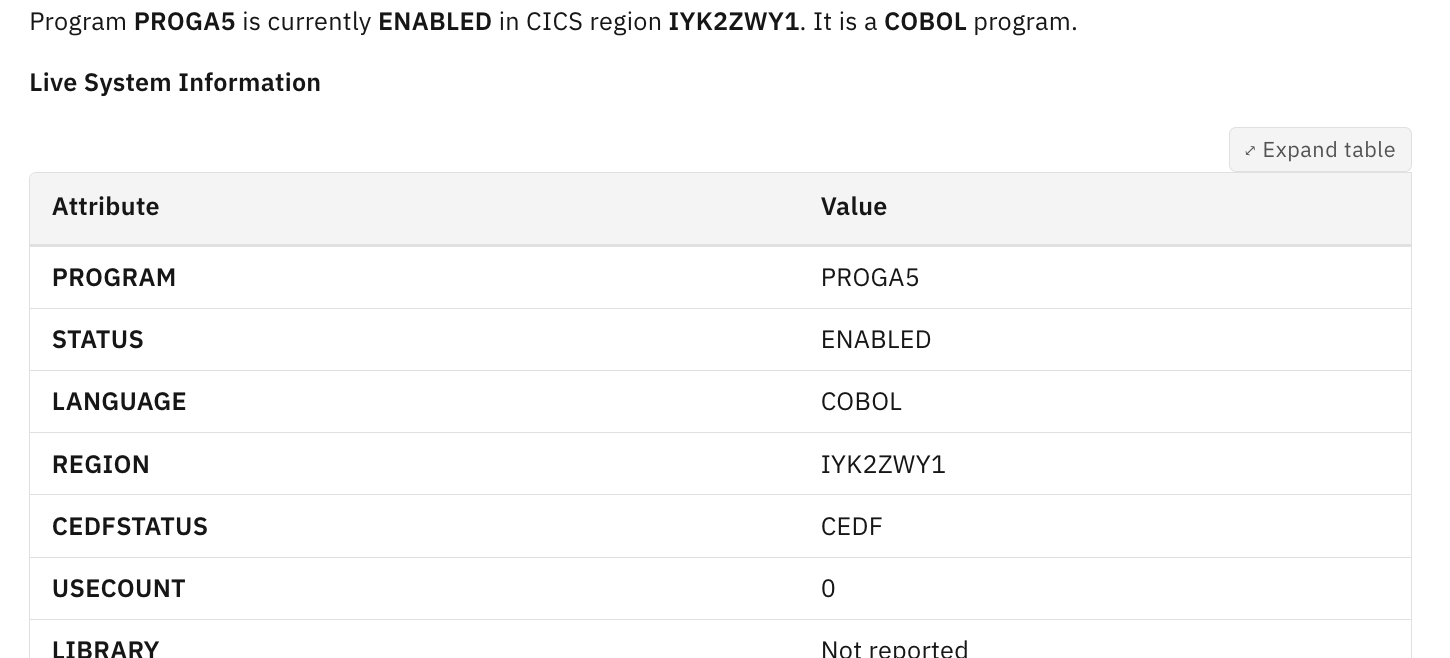 Program PROGA5 is currently ENABLED in CICS region IYK2ZWY1. It is a COBOL program.
Live System Information
Expand table
Attribute Value
PROGRAM PROGA5
STATUS ENABLED
LANGUAGE COBOL
REGION IYK2ZWY1
CEDFSTATUS CEDF
USECOUNT 0
LIBRARY Not reported